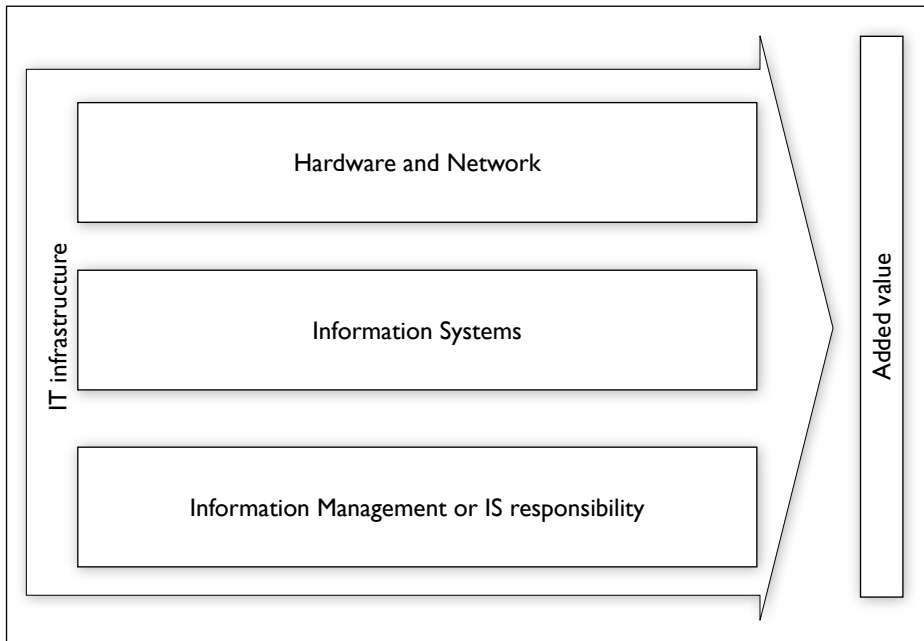 IT infrastructure
Hardware and Network
Information Systems
Information Management or IS responsibility
Added value